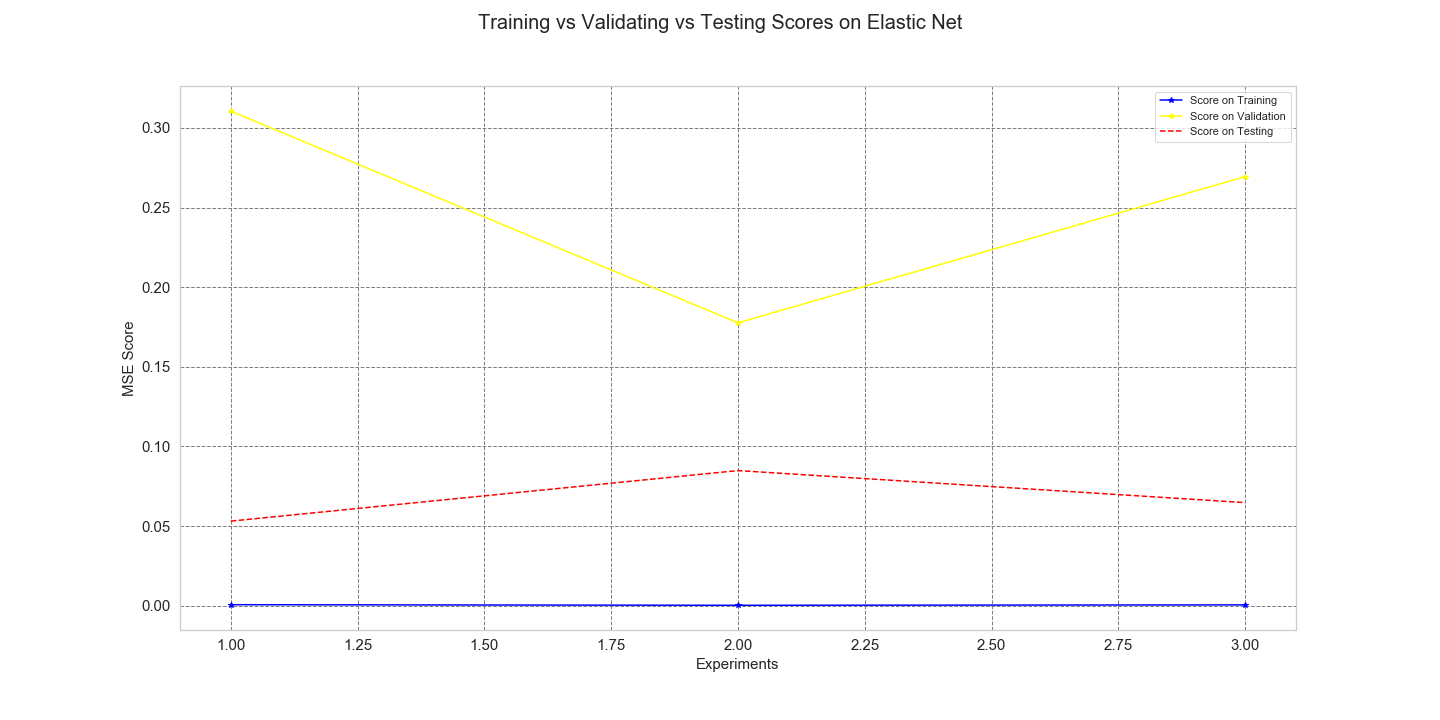 Training vs Validating vs Testing Scores on Elastic Net
Score on Training
Score on Validation
Score on Testing
MSE Score
0.30
0.25
0.20
0.15
0.10
0.05
0.00
1.00 1.25 1.50 1.75 2.00 2.25 2.50 2.75 3.00
Experiments